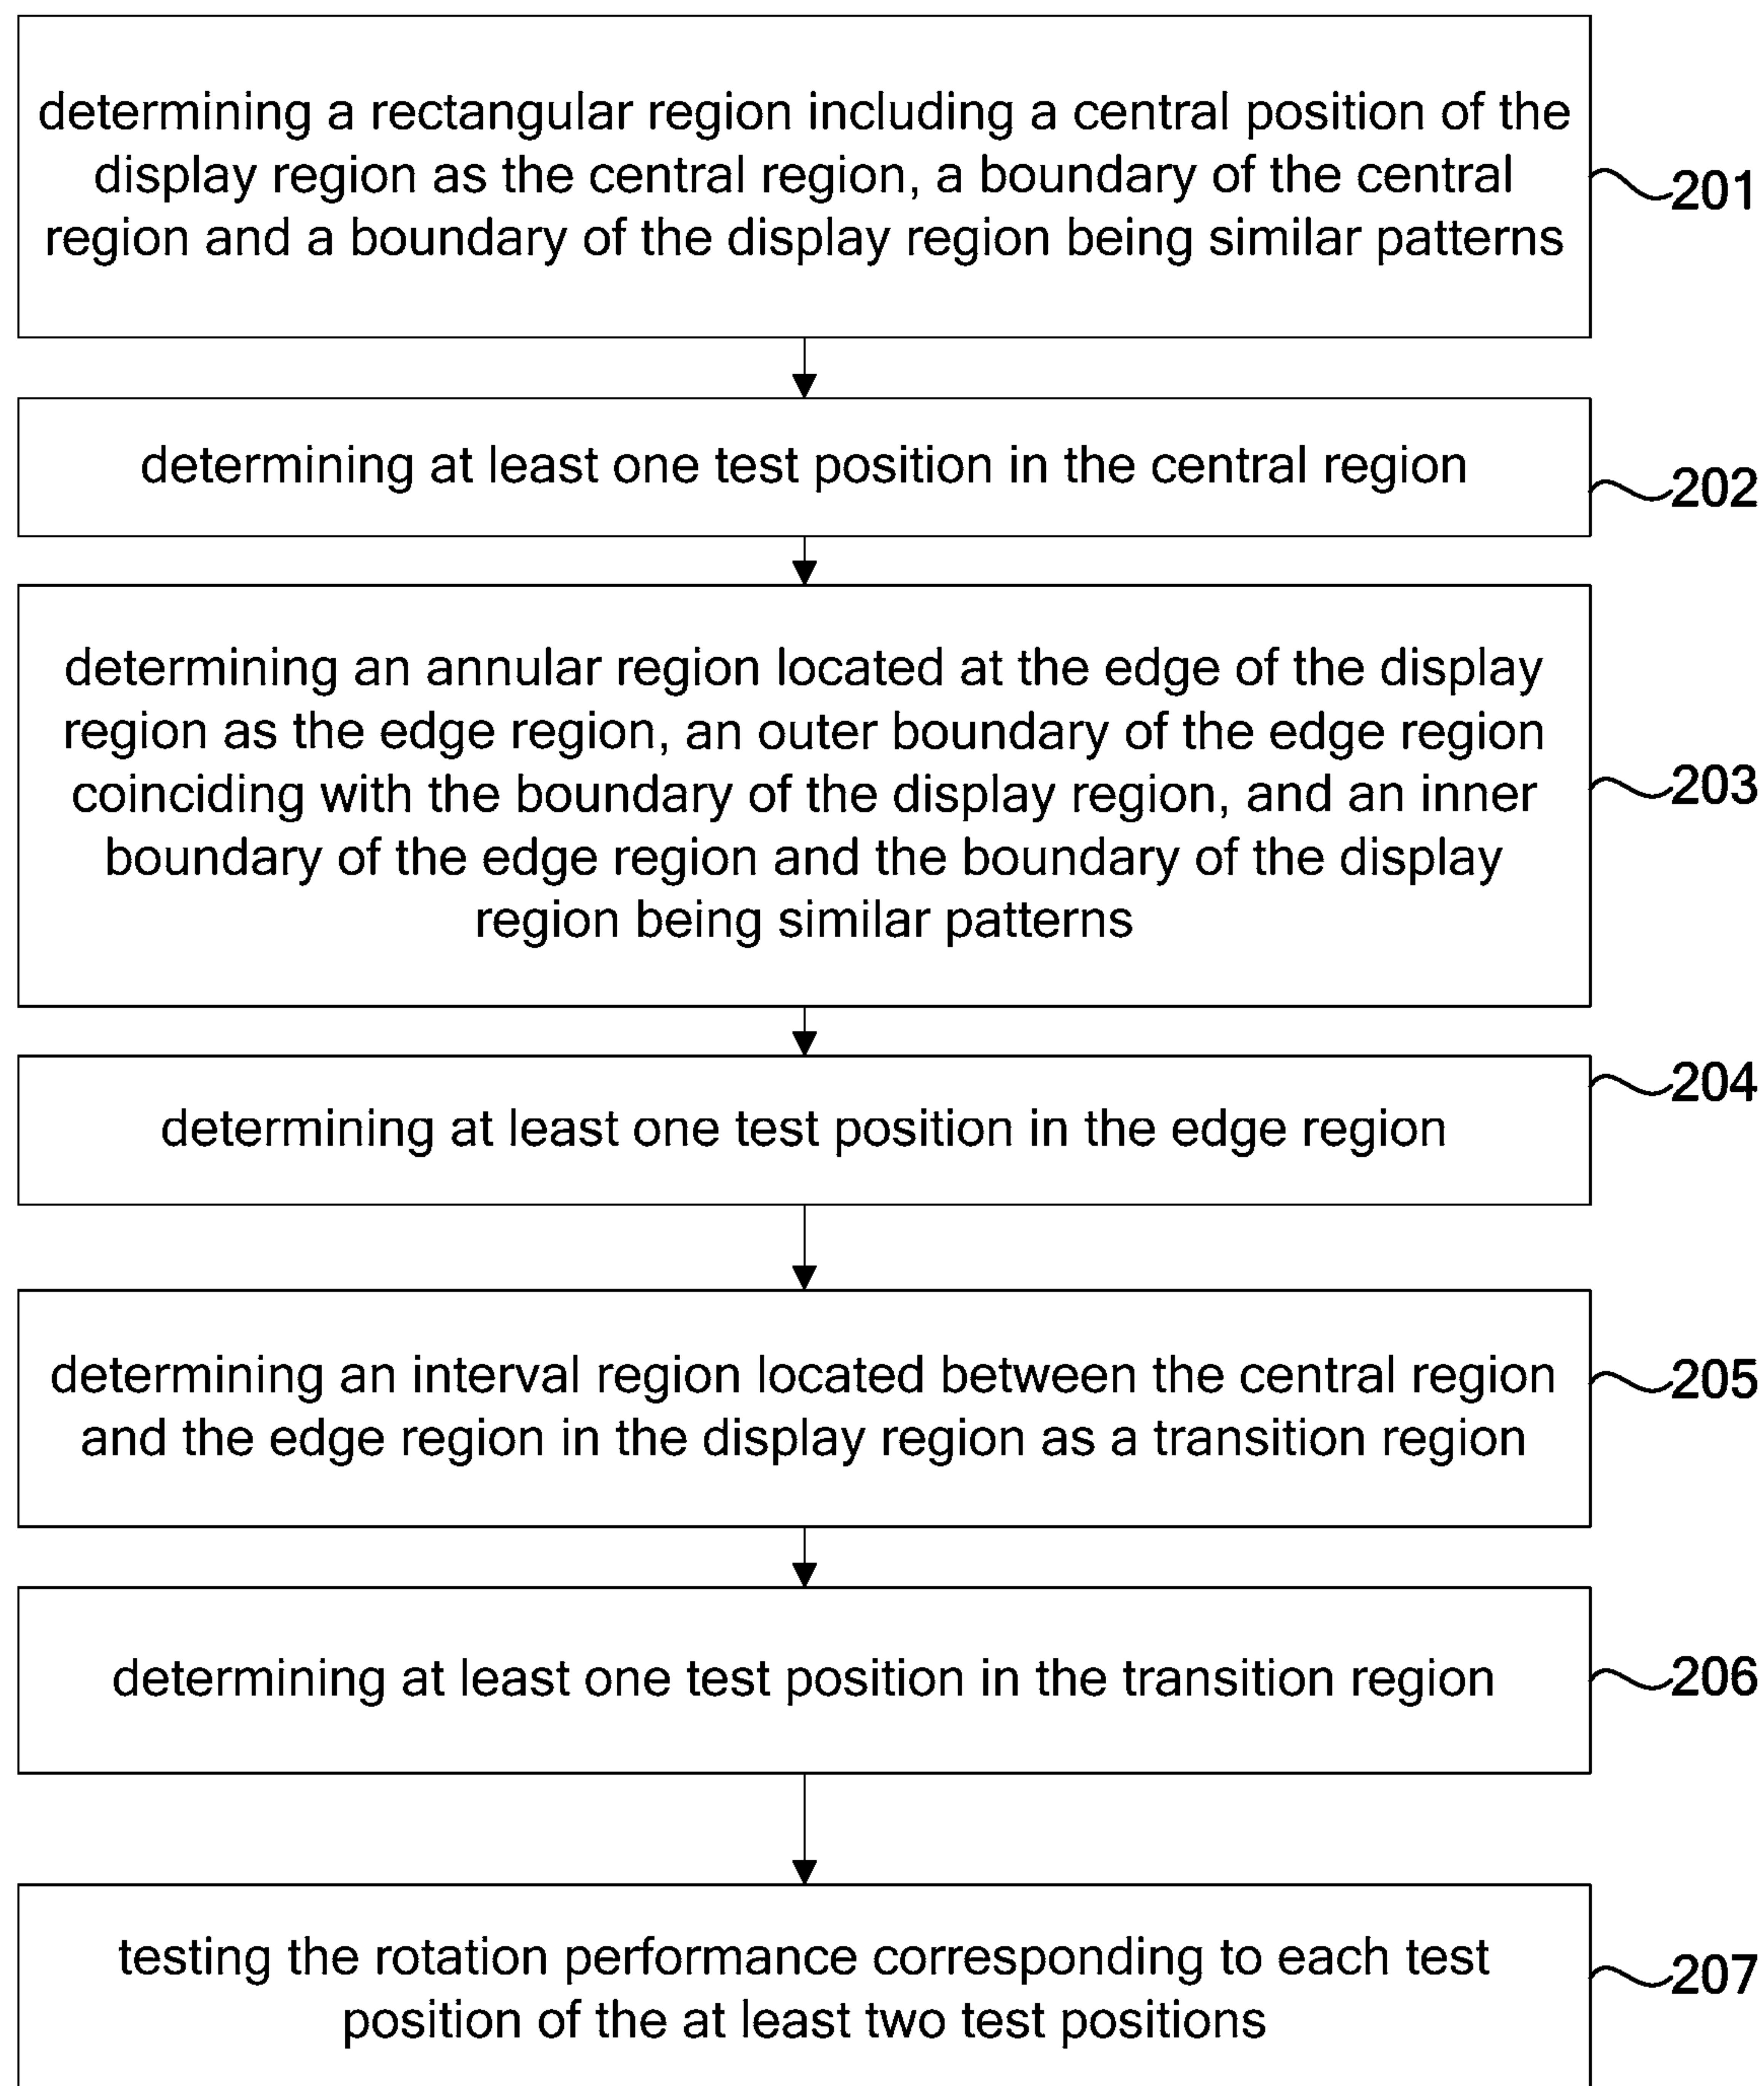 determining a rectangular region including a central position of the
display region as the central region, a boundary of the central
region and a boundary of the display region being similar patterns
201
determining at least one test position in the central region
202
determining an annular region located at the edge of the display
region as the edge region, an outer boundary of the edge region
coinciding with the boundary of the display region, and an inner
boundary of the edge region and the boundary of the display
region being similar patterns
203
determining at least one test position in the edge region
204
determining an interval region located between the central region
and the edge region in the display region as a transition region
205
determining at least one test position in the transition region
206
testing the rotation performance corresponding to each test
position of the at least two test positions
207